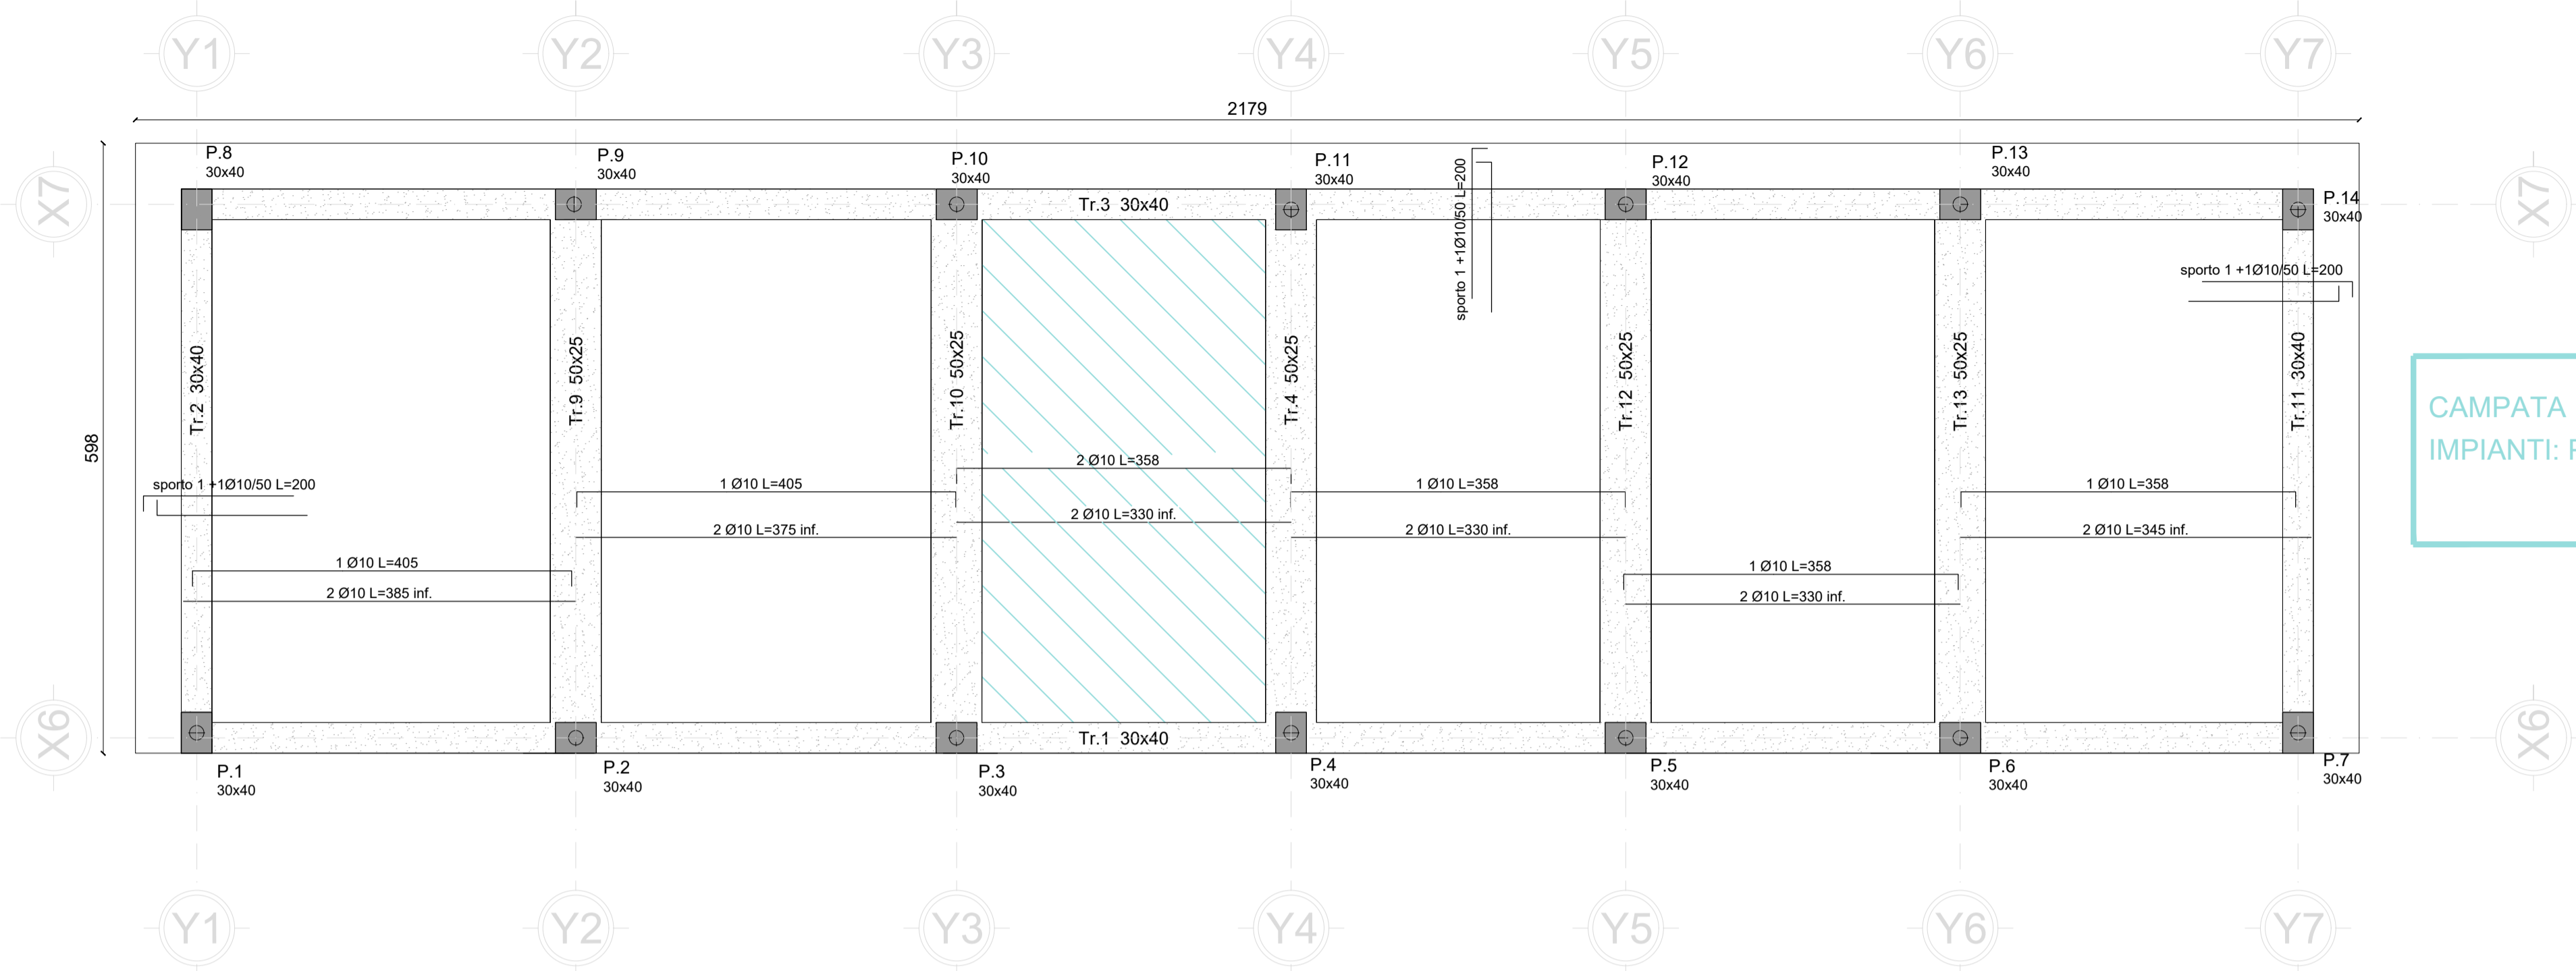 Y1
Y2
Y3
Y4
Y5
Y6
Y7
2179
P.8
30x40
P.9
30x40
P.10
30x40
P.11
30x40
P.12
30x40
P.13
30x40
P.14
30x40
X7
X7
Tr.3 30x40
sporto 1 +1Ø10/50 L=200
sporto 1 +1Ø10/50 L=200
Tr.2 30x40
Tr.9 50x25
Tr.10 50x25
Tr.4 50x25
Tr.12 50x25
Tr.13 50x25
Tr.11 30x40
CAMPATA
IMPIANTI:
598
sporto 1 +1Ø10/50 L=200
2 Ø10 L=358
1 Ø10 L=405
1 Ø10 L=358
1 Ø10 L=358
2 Ø10 L=330 inf.
2 Ø10 L=375 inf.
2 Ø10 L=330 inf.
2 Ø10 L=345 inf.
1 Ø10 L=405
1 Ø10 L=358
2 Ø10 L=385 inf.
2 Ø10 L=330 inf.
X6
X6
Tr.1 30x40
P.1
30x40
P.2
30x40
P.3
30x40
P.4
30x40
P.5
30x40
P.6
30x40
P.7
30x40
Y1
Y2
Y3
Y4
Y5
Y6
Y7